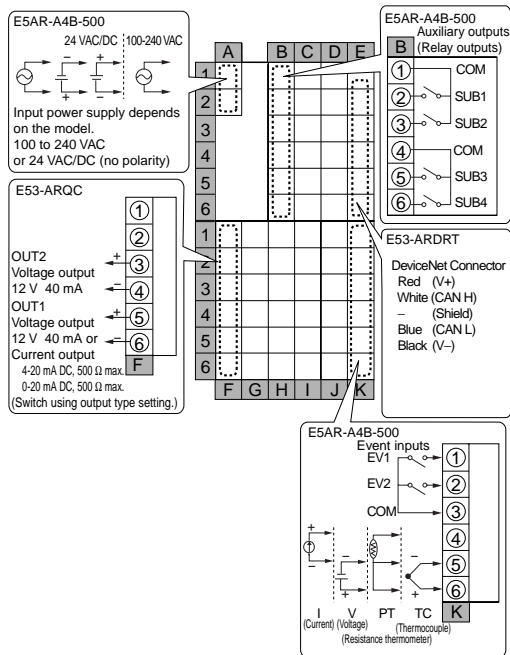 E5AR-A4B-500
24 VAC/DC 100-240 VAC
Input power supply depends
on the model.
100 to 240 VAC
or 24 VAC/DC (no polarity)
A B C D E
1
2
3
4
5
6
1
2
3
4
5
6
F G H I J K
E5AR-A4B-500
Auxiliary outputs
(Relay outputs)
B
1 COM
2 SUB1
3 SUB2
4 COM
5 SUB3
6 SUB4
E53-ARQC
1
2
OUT2
Voltage output
12 V 40 mA
+ 3
− 4
OUT1
Voltage output
12 V 40 mA or
Current output
+ 5
− 6
F
4-20 mA DC, 500 Ω max.
0-20 mA DC, 500 Ω max.
(Switch using output type setting.)
E53-ARDRT
DeviceNet Connector
Red (V+)
White (CAN H)
– (Shield)
Blue (CAN L)
Black (V–)
E5AR-A4B-500
Event inputs
EV1 1
EV2 2
COM 3
4
5
6
K
+ − − + − +
I V PT TC
(Current) (Voltage) (Thermocouple)
(Resistance thermometer)